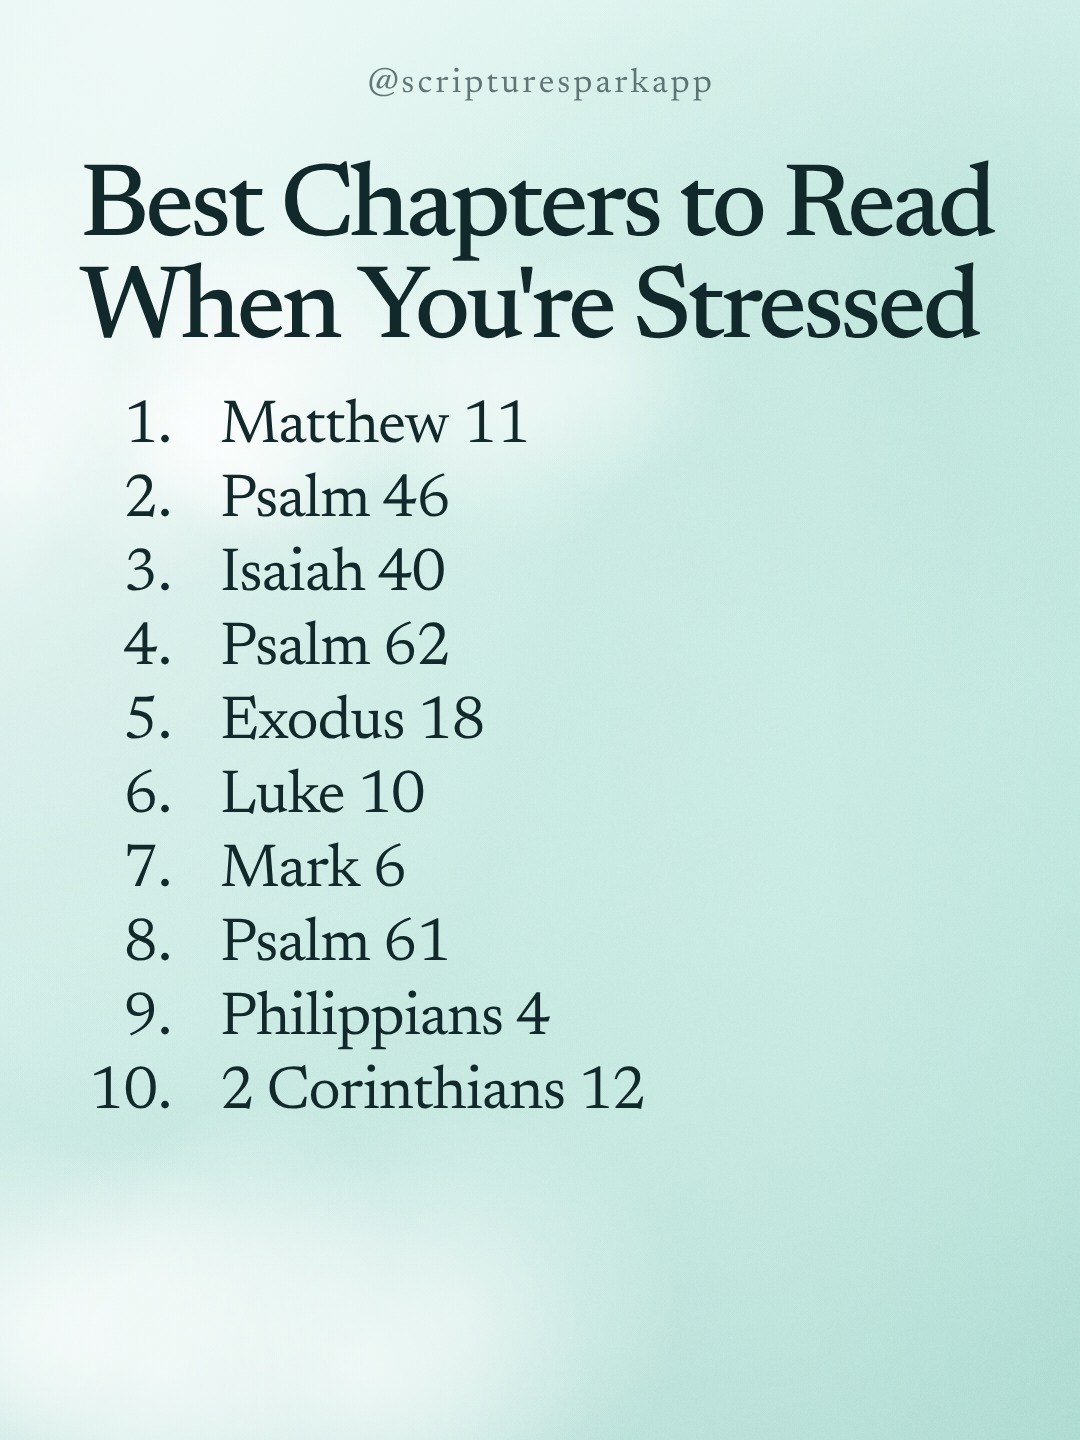 @scripturesparkapp
Best Chapters to Read
When You're Stressed
1. Matthew 11
2. Psalm 46
3. Isaiah 40
4. Psalm 62
5. Exodus 18
6. Luke 10
7. Mark 6
8. Psalm 61
9. Philippians 4
10. 2 Corinthians 12